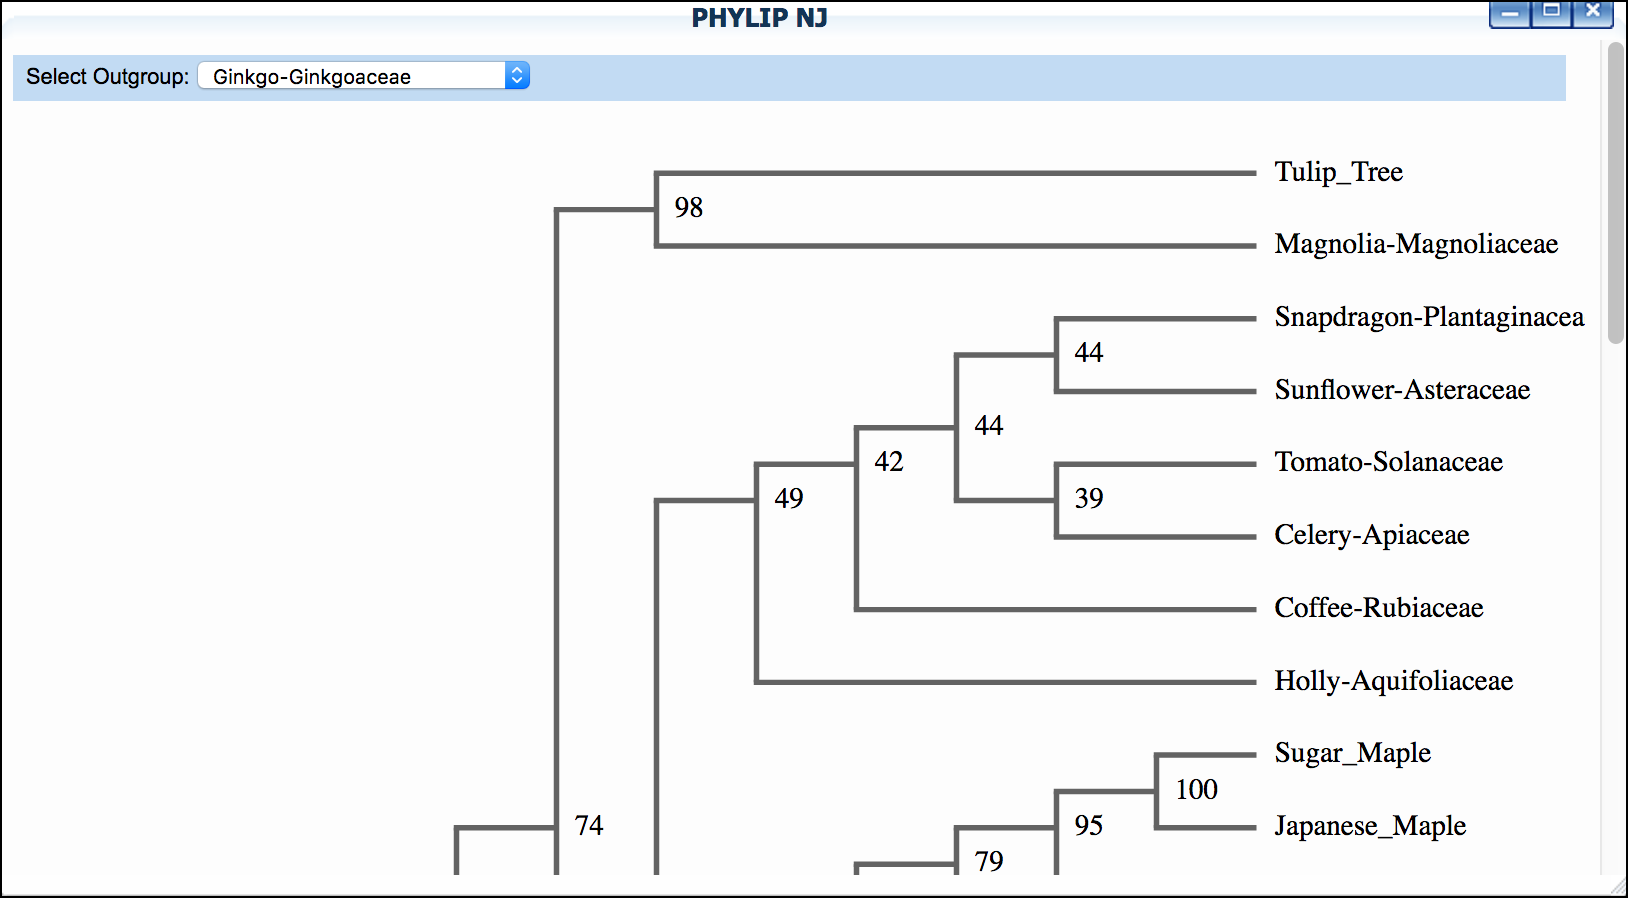 PHYLIP NJ
Select Outgroup: Ginkgo-Ginkgoaceae
Tulip_Tree
98
Magnolia-Magnoliaceae
Snapdragon-Plantaginacea
44
Sunflower-Asteraceae
44
42
Tomato-Solanaceae
49
39
Celery-Apiaceae
Coffee-Rubiaceae
Holly-Aquifoliaceae
Sugar_Maple
100
74
95
Japanese_Maple
79